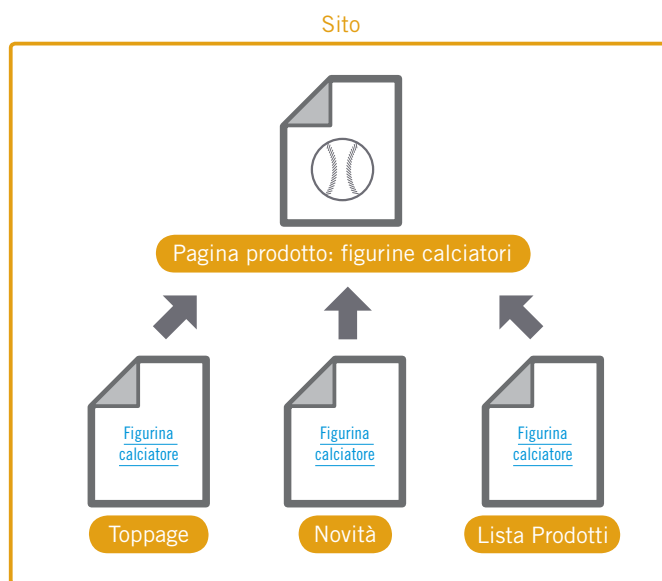 Sito
Pagina prodotto: figurine calciatori
Figurina
calciatore
Figurina
calciatore
Figurina
calciatore
Toppage
Novità
Lista Prodotti